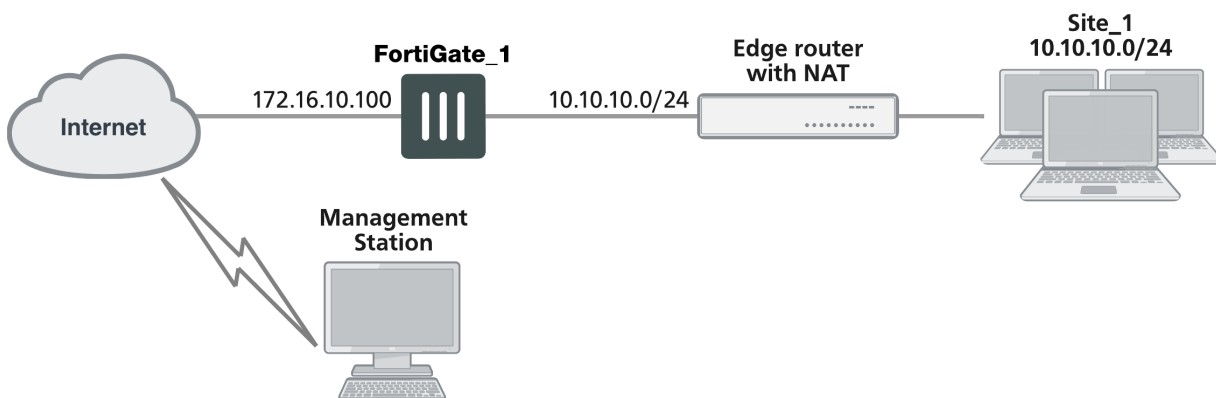 Site_1
10.10.10.0/24
Edge router
with NAT
FortiGate_1
172.16.10.100
10.10.10.0/24
Internet
Management
Station